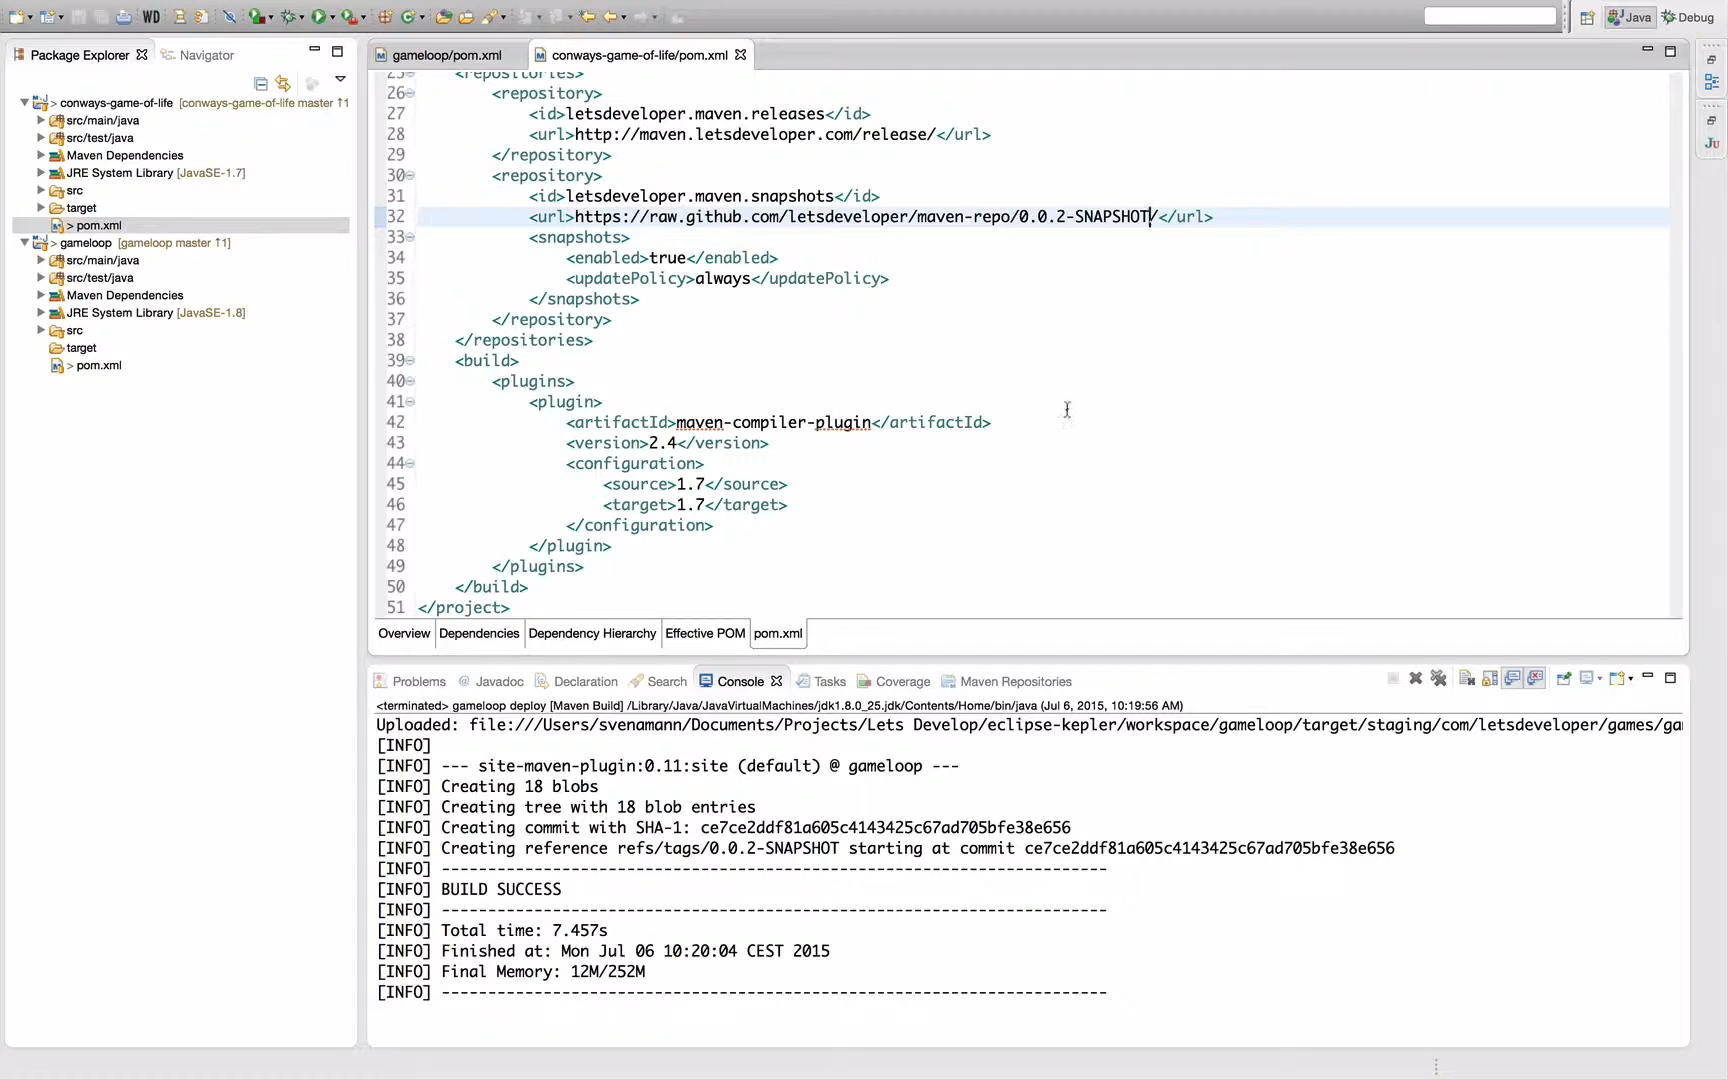 WD
Java
Debug
Package Explorer
Navigator
conways-game-of-life [conways-game-of-life master ↑1
src/main/java
src/test/java
Maven Dependencies
JRE System Library [JavaSE-1.7]
src
target
> pom.xml
> gameloop [gameloop master ↑1]
src/main/java
src/test/java
Maven Dependencies
JRE System Library [JavaSE-1.8]
src
target
> pom.xml
gameloop/pom.xml
conways-game-of-life/pom.xml
25 <repositories>
26 <repository>
27 <id>letsdeveloper.maven.releases</id>
28 <url>http://maven.letsdeveloper.com/release/</url>
29 </repository>
30 <repository>
31 <id>letsdeveloper.maven.snapshots</id>
32 <url>https://raw.github.com/letsdeveloper/maven-repo/0.0.2-SNAPSHOT/</url>
33 <snapshots>
34 <enabled>true</enabled>
35 <updatePolicy>always</updatePolicy>
36 </snapshots>
37 </repository>
38 </repositories>
39 <build>
40 <plugins>
41 <plugin>
42 <artifactId>maven-compiler-plugin</artifactId>
43 <version>2.4</version>
44 <configuration>
45 <source>1.7</source>
46 <target>1.7</target>
47 </configuration>
48 </plugin>
49 </plugins>
50 </build>
51 </project>
Overview Dependencies Dependency Hierarchy Effective POM pom.xml
Problems @ Javadoc Declaration Search Console Tasks Coverage Maven Repositories
<terminated> gameloop deploy [Maven Build] /Library/Java/JavaVirtualMachines/jdk1.8.0_25.jdk/Contents/Home/bin/java (Jul 6, 2015, 10:19:56 AM)
Uploaded: file:///Users/svenamann/Documents/Projects/Lets Develop/eclipse-kepler/workspace/gameloop/target/staging/com/letsdeveloper/games/ga
[INFO]
[INFO] --- site-maven-plugin:0.11:site (default) @ gameloop ---
[INFO] Creating 18 blobs
[INFO] Creating tree with 18 blob entries
[INFO] Creating commit with SHA-1: ce7ce2ddf81a605c4143425c67ad705bfe38e656
[INFO] Creating reference refs/tags/0.0.2-SNAPSHOT starting at commit ce7ce2ddf81a605c4143425c67ad705bfe38e656
[INFO] ------------------------------------------------------------------------
[INFO] BUILD SUCCESS
[INFO] ------------------------------------------------------------------------
[INFO] Total time: 7.457s
[INFO] Finished at: Mon Jul 06 10:20:04 CEST 2015
[INFO] Final Memory: 12M/252M
[INFO] ------------------------------------------------------------------------